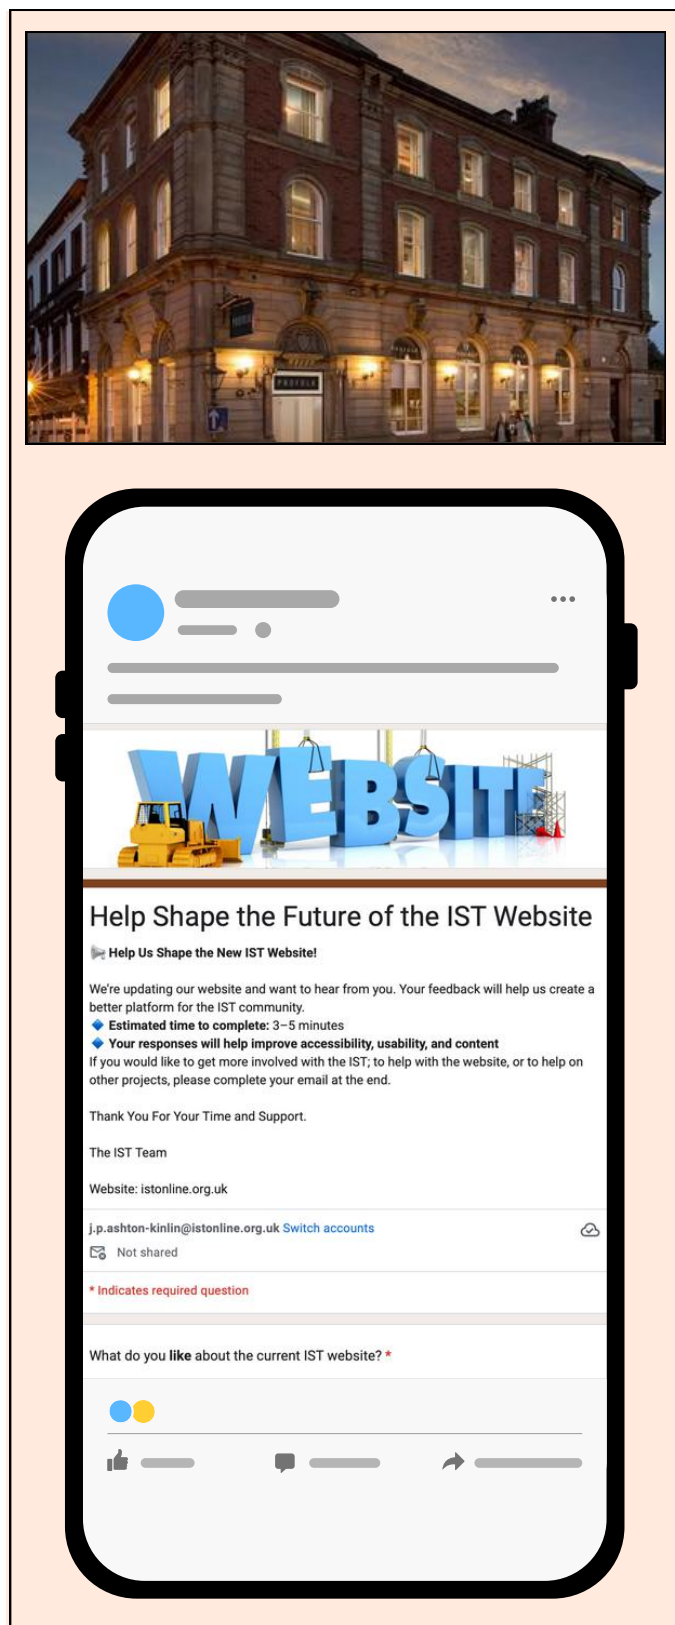 WEBSITE
Help Shape the Future of the IST Website
Help Us Shape the New IST Website!
We're updating our website and want to hear from you. Your feedback will help us create a
better platform for the IST community.
Estimated time to complete: 3–5 minutes
Your responses will help improve accessibility, usability, and content
If you would like to get more involved with the IST; to help with the website, or to help on
other projects, please complete your email at the end.
Thank You For Your Time and Support.
The IST Team
Website: istonline.org.uk
j.p.ashton-kinlin@istonline.org.uk Switch accounts
Not shared
* Indicates required question
What do you like about the current IST website? *